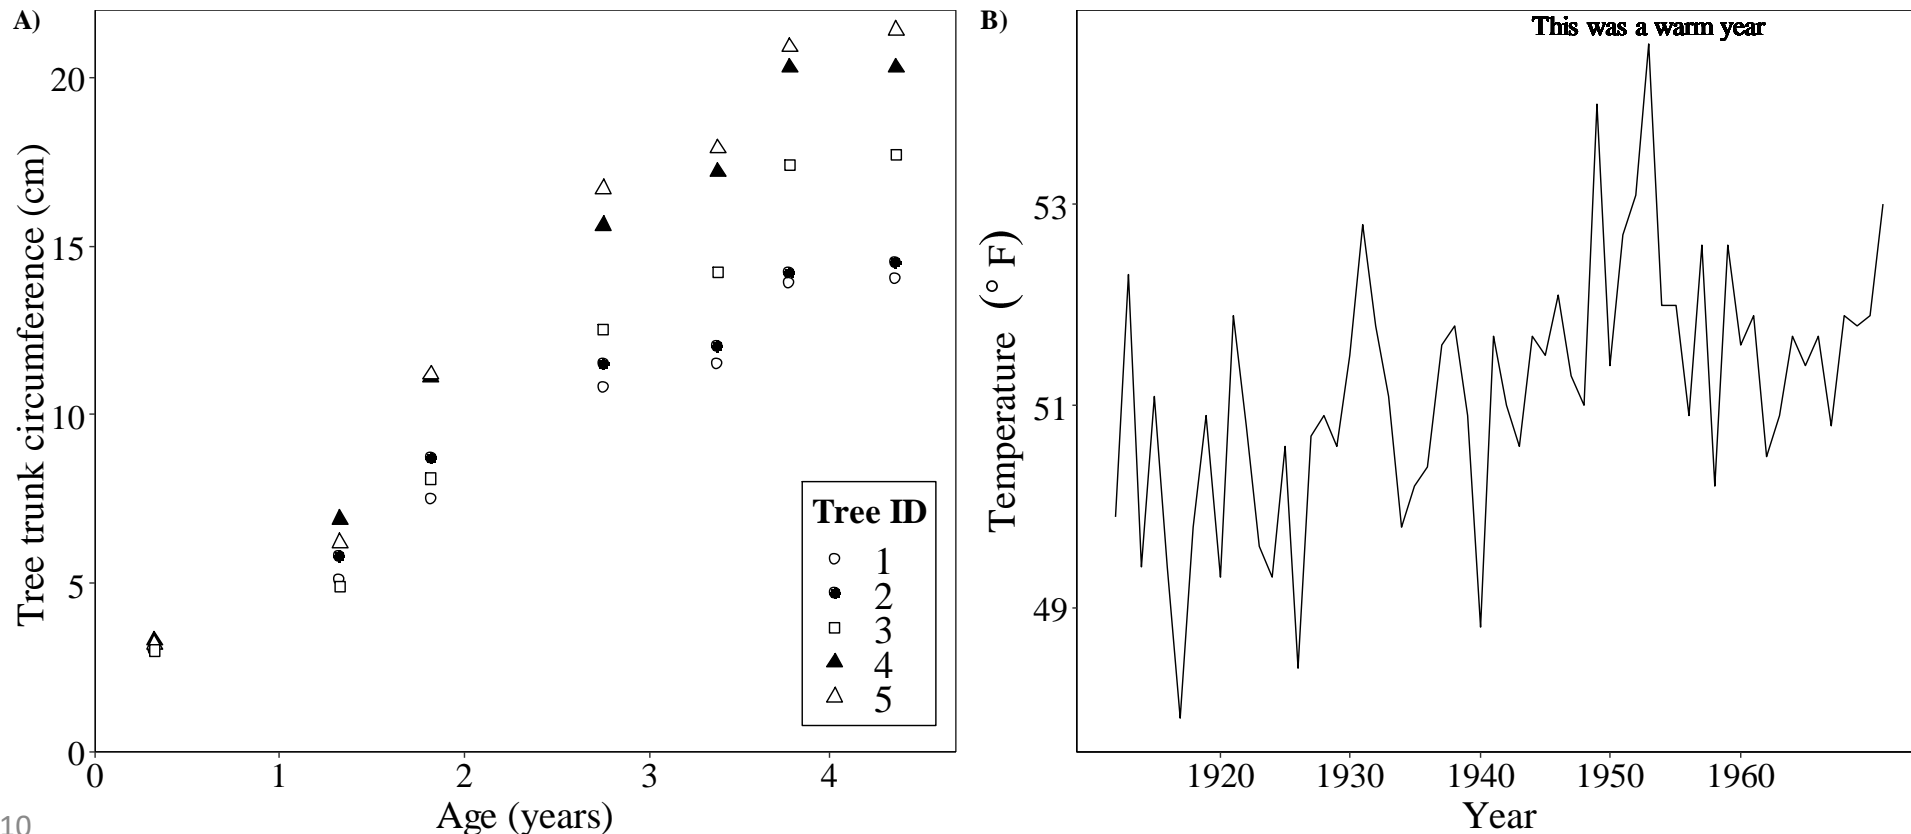 A)
Tree trunk circumference (cm)
20
15
10
5
0
0 1 2 3 4
Age (years)
Tree ID
1
2
3
4
5
B)
This was a warm year
Temperature (° F)
53
51
49
1920 1930 1940 1950 1960
Year
10